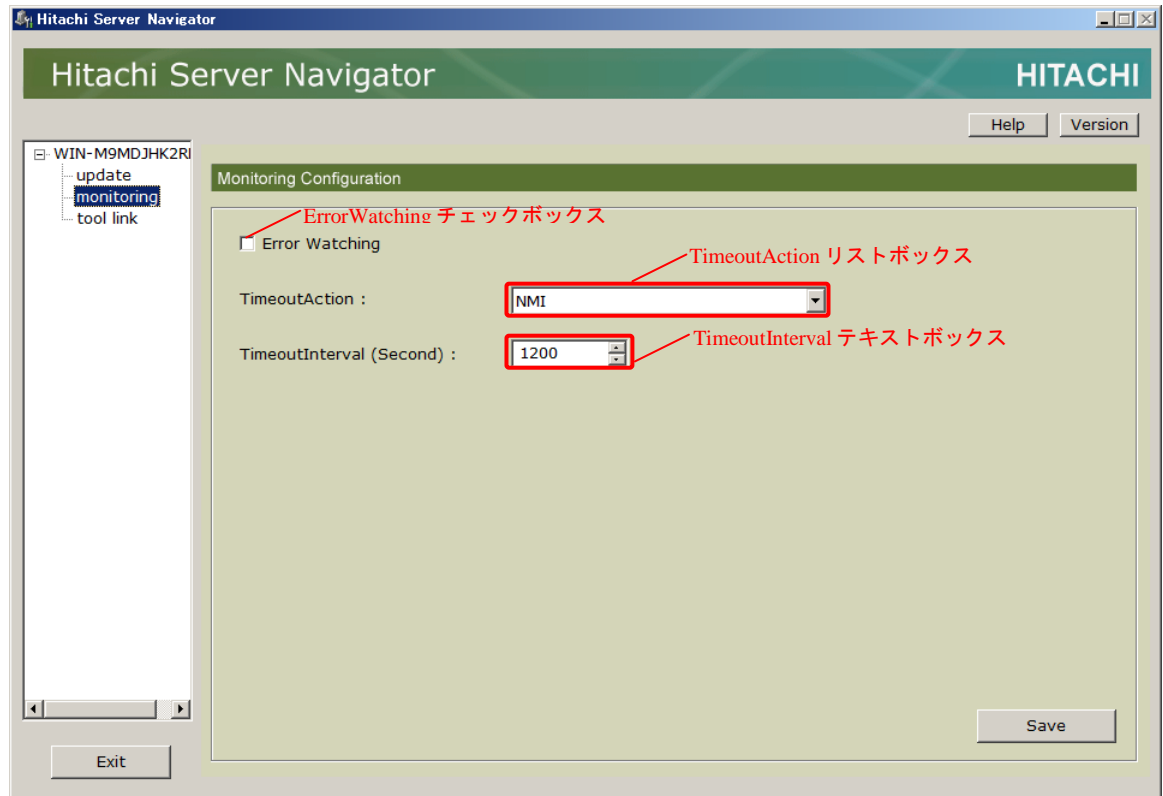 Hitachi Server Navigator
Hitachi Server Navigator
HITACHI
Help
Version
WIN-M9MDJHK2R
update
monitoring
tool link
Monitoring Configuration
ErrorWatching チェックボックス
Error Watching
TimeoutAction リストボックス
TimeoutAction :
NMI
TimeoutInterval テキストボックス
TimeoutInterval (Second) :
1200
Save
Exit